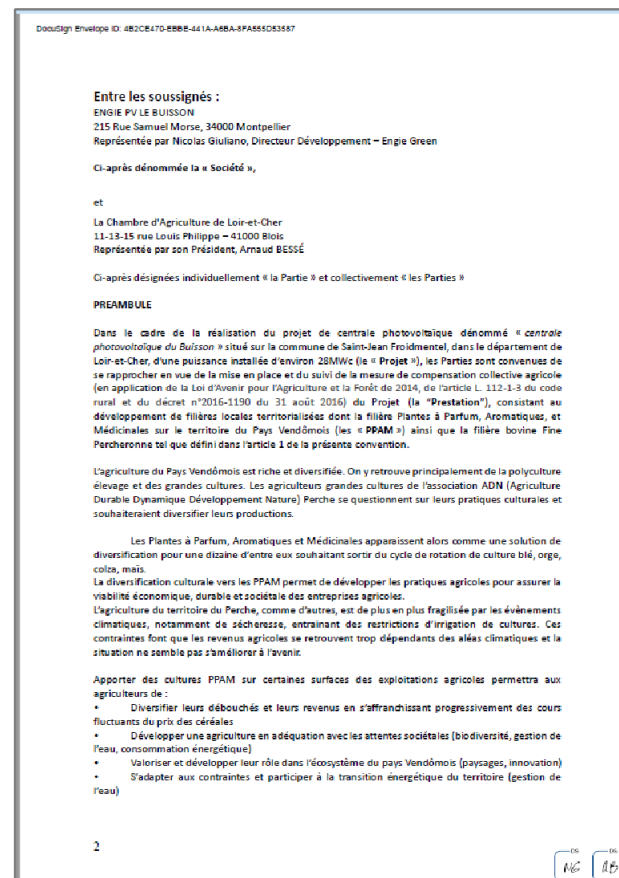 DocuSign Envelope ID: 4B2CE470-EBBE-441A-A6BA-8FA555D53587
Entre les soussignés :
ENGIE PV LE BUISSON
215 Rue Samuel Morse, 34000 Montpellier
Représentée par Nicolas Giuliano, Directeur Développement – Engie Green
Ci-après dénommée la « Société »,
et
La Chambre d'Agriculture de Loir-et-Cher
11-13-15 rue Louis Philippe – 41000 Blois
Représentée par son Président, Arnaud BESSÉ
Ci-après désignées individuellement « la Partie » et collectivement « les Parties »
PREAMBULE
Dans le cadre de la réalisation du projet de centrale photovoltaïque dénommé « centrale
photovoltaïque du Buisson » situé sur la commune de Saint-Jean Froidmentel, dans le département de
Loir-et-Cher, d'une puissance installée d'environ 28MWc (le « Projet »), les Parties sont convenues de
se rapprocher en vue de la mise en place et du suivi de la mesure de compensation collective agricole
(en application de la Loi d'Avenir pour l'Agriculture et la Forêt de 2014, de l'article L. 112-1-3 du code
rural et du décret n°2016-1190 du 31 août 2016) du Projet (la "Prestation"), consistant au
développement de filières locales territorialisées dont la filière Plantes à Parfum, Aromatiques, et
Médicinales sur le territoire du Pays Vendômois (les « PPAM ») ainsi que la filière bovine Fine
Percheronne tel que défini dans l'article 1 de la présente convention.
L'agriculture du Pays Vendômois est riche et diversifiée. On y retrouve principalement de la polyculture
élevage et des grandes cultures. Les agriculteurs grandes cultures de l'association ADN (Agriculture
Durable Dynamique Développement Nature) Perche se questionnent sur leurs pratiques culturales et
souhaiteraient diversifier leurs productions.
Les Plantes à Parfum, Aromatiques et Médicinales apparaissent alors comme une solution de
diversification pour une dizaine d'entre eux souhaitant sortir du cycle de rotation de culture blé, orge,
colza, maïs.
La diversification culturale vers les PPAM permet de développer les pratiques agricoles pour assurer la
viabilité économique, durable et sociétale des entreprises agricoles.
L'agriculture du territoire du Perche, comme d'autres, est de plus en plus fragilisée par les évènements
climatiques, notamment de sécheresse, entrainant des restrictions d'irrigation de cultures. Ces
contraintes font que les revenus agricoles se retrouvent trop dépendants des aléas climatiques et la
situation ne semble pas s'améliorer à l'avenir.
Apporter des cultures PPAM sur certaines surfaces des exploitations agricoles permettra aux
agriculteurs de :
• Diversifier leurs débouchés et leurs revenus en s'affranchissant progressivement des cours
fluctuants du prix des céréales
• Développer une agriculture en adéquation avec les attentes sociétales (biodiversité, gestion de
l'eau, consommation énergétique)
• Valoriser et développer leur rôle dans l'écosystème du pays Vendômois (paysages, innovation)
• S'adapter aux contraintes et participer à la transition énergétique du territoire (gestion de
l'eau)
2
DS DS
NG AB